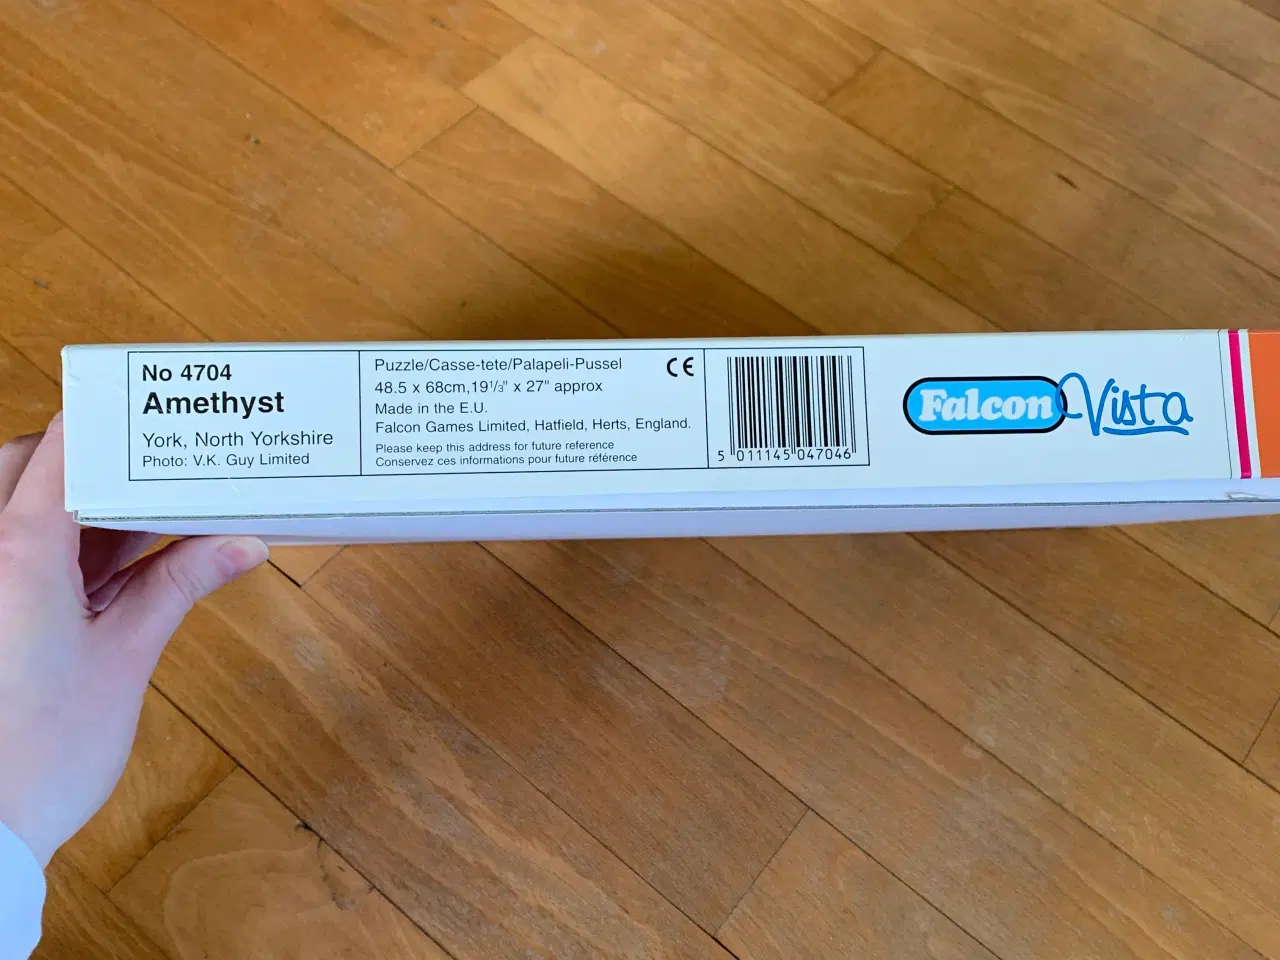 No 4704
Amethyst
York, North Yorkshire
Photo: V.K. Guy Limited
Puzzle/Casse-tete/Palapeli-Pussel
48.5 x 68cm,19 1/3" x 27" approx
Made in the E.U.
Falcon Games Limited, Hatfield, Herts, England.
Please keep this address for future reference
Conservez ces informations pour future référence
CE
5 011145 047046
Falcon Vista